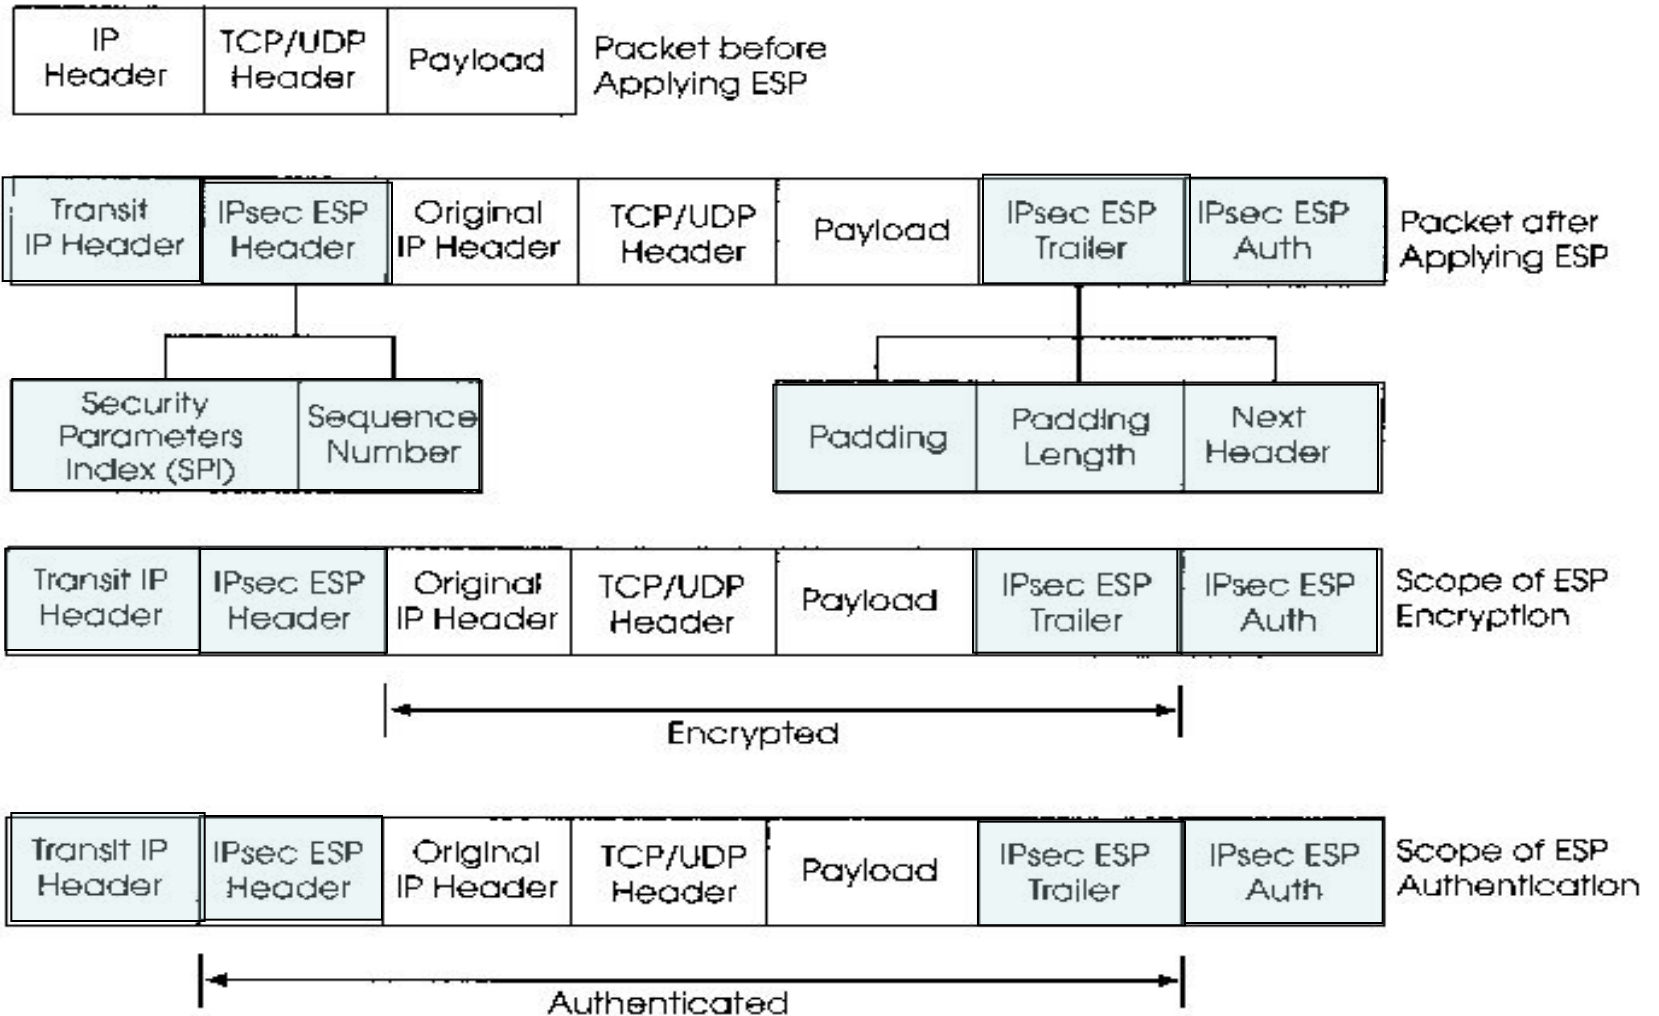 IP
Header
TCP/UDP
Header
Payload
Packet before
Applying ESP
Transit
IP Header
IPsec ESP
Header
Original
IP Header
TCP/UDP
Header
Payload
IPsec ESP
Trailer
IPsec ESP
Auth
Packet after
Applying ESP
Security
Parameters
Index (SPI)
Sequence
Number
Padding
Padding
Length
Next
Header
Transit IP
Header
IPsec ESP
Header
Original
IP Header
TCP/UDP
Header
Payload
IPsec ESP
Trailer
IPsec ESP
Auth
Scope of ESP
Encryption
Encrypted
Transit IP
Header
IPsec ESP
Header
Original
IP Header
TCP/UDP
Header
Payload
IPsec ESP
Trailer
IPsec ESP
Auth
Scope of ESP
Authentication
Authenticated